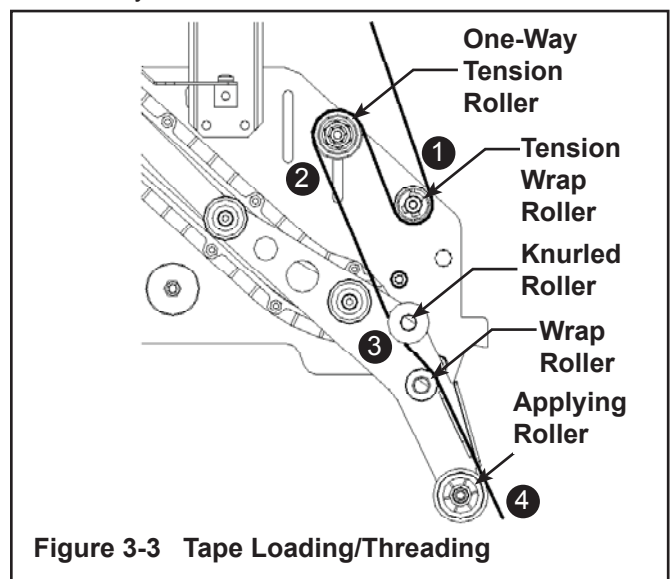 One-Way
Tension
Roller
1
Tension
Wrap
Roller
2
Knurled
Roller
3
Wrap
Roller
Applying
Roller
4
Figure 3-3 Tape Loading/Threading